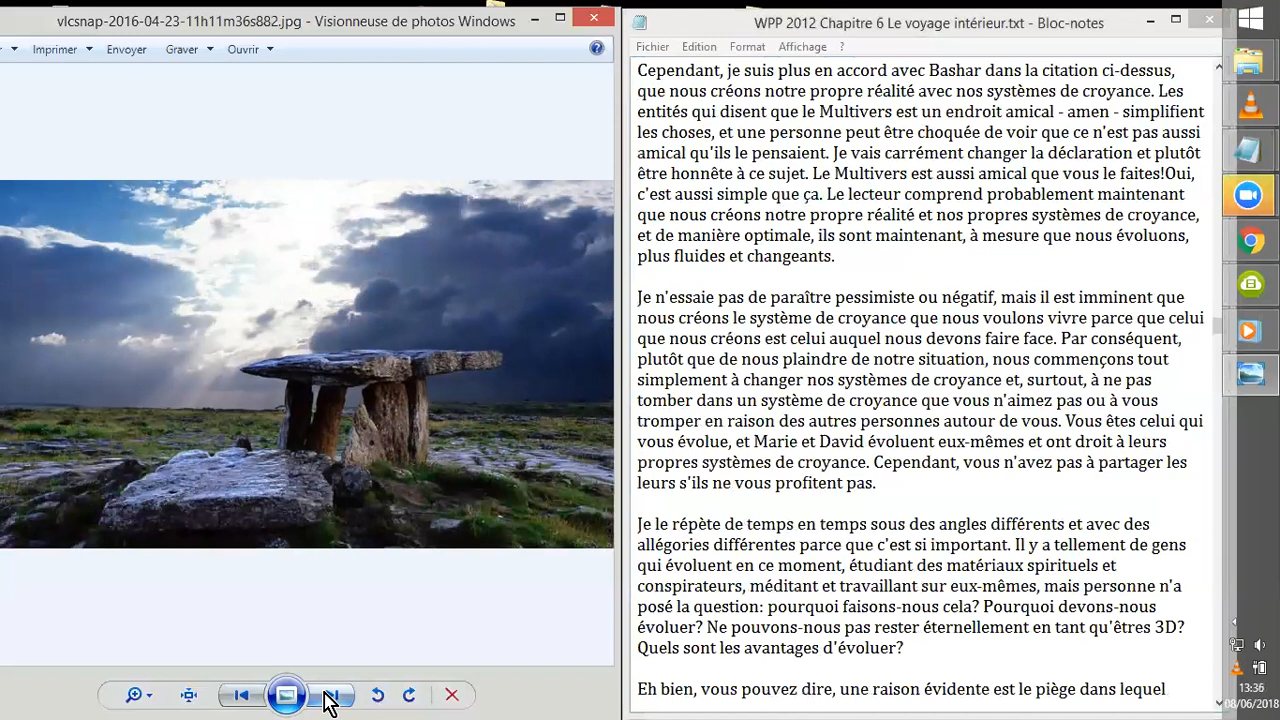 vlcsnap-2016-04-23-11h11m36s882.jpg - Visionneuse de photos Windows
Imprimer Envoyer Graver Ouvrir
WPP 2012 Chapitre 6 Le voyage intérieur.txt - Bloc-notes
Fichier Edition Format Affichage ?
Cependant, je suis plus en accord avec Bashar dans la citation ci-dessus,
que nous créons notre propre réalité avec nos systèmes de croyance. Les
entités qui disent que le Multivers est un endroit amical - amen - simplifient
les choses, et une personne peut être choquée de voir que ce n'est pas aussi
amical qu'ils le pensaient. Je vais carrément changer la déclaration et plutôt
être honnête à ce sujet. Le Multivers est aussi amical que vous le faites!Oui,
c'est aussi simple que ça. Le lecteur comprend probablement maintenant
que nous créons notre propre réalité et nos propres systèmes de croyance,
et de manière optimale, ils sont maintenant, à mesure que nous évoluons,
plus fluides et changeants.
Je n'essaie pas de paraître pessimiste ou négatif, mais il est imminent que
nous créons le système de croyance que nous voulons vivre parce que celui
que nous créons est celui auquel nous devons faire face. Par conséquent,
plutôt que de nous plaindre de notre situation, nous commençons tout
simplement à changer nos systèmes de croyance et, surtout, à ne pas
tomber dans un système de croyance que vous n'aimez pas ou à vous
tromper en raison des autres personnes autour de vous. Vous êtes celui qui
vous évolue, et Marie et David évoluent eux-mêmes et ont droit à leurs
propres systèmes de croyance. Cependant, vous n'avez pas à partager les
leurs s'ils ne vous profitent pas.
Je le répète de temps en temps sous des angles différents et avec des
allégories différentes parce que c'est si important. Il y a tellement de gens
qui évoluent en ce moment, étudiant des matériaux spirituels et
conspirateurs, méditant et travaillant sur eux-mêmes, mais personne n'a
posé la question: pourquoi faisons-nous cela? Pourquoi devons-nous
évoluer? Ne pouvons-nous pas rester éternellement en tant qu'êtres 3D?
Quels sont les avantages d'évoluer?
Eh bien, vous pouvez dire, une raison évidente est le piège dans lequel
13:36
08/06/2018